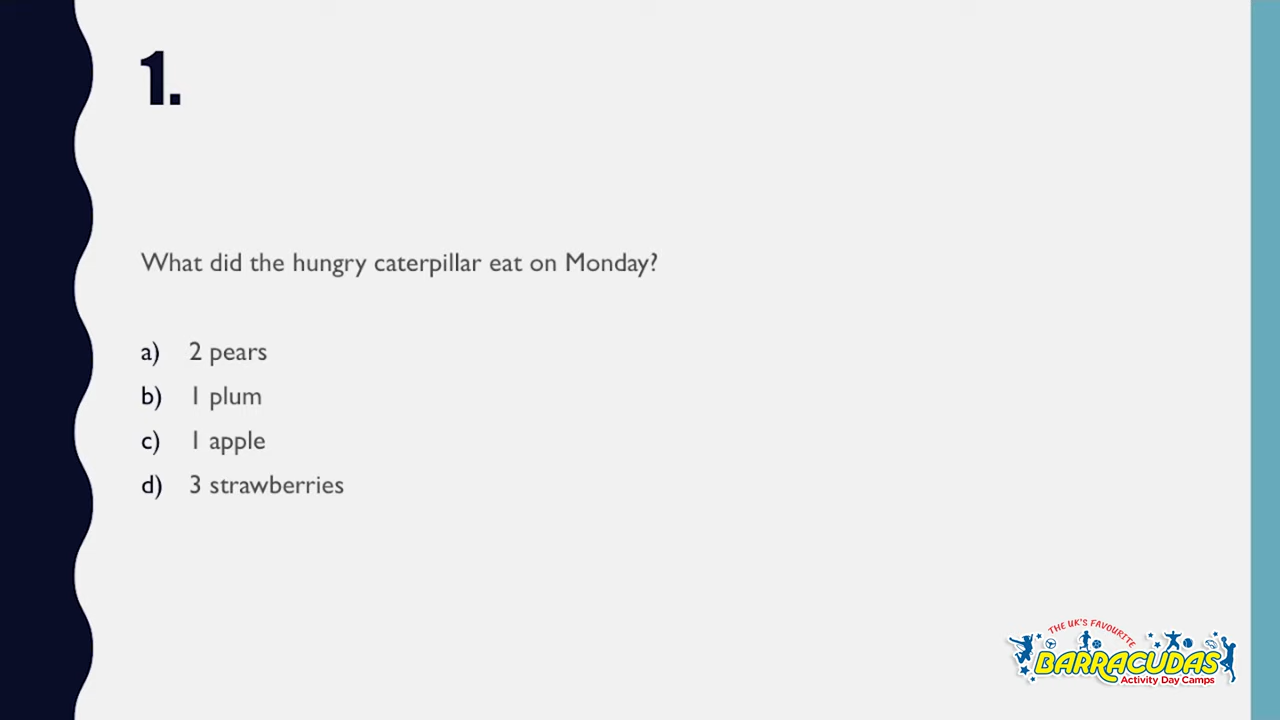 1.
What did the hungry caterpillar eat on Monday?
a) 2 pears
b) 1 plum
c) 1 apple
d) 3 strawberries
THE UK'S FAVOURITE
BARRACUDAS
Activity Day Camps